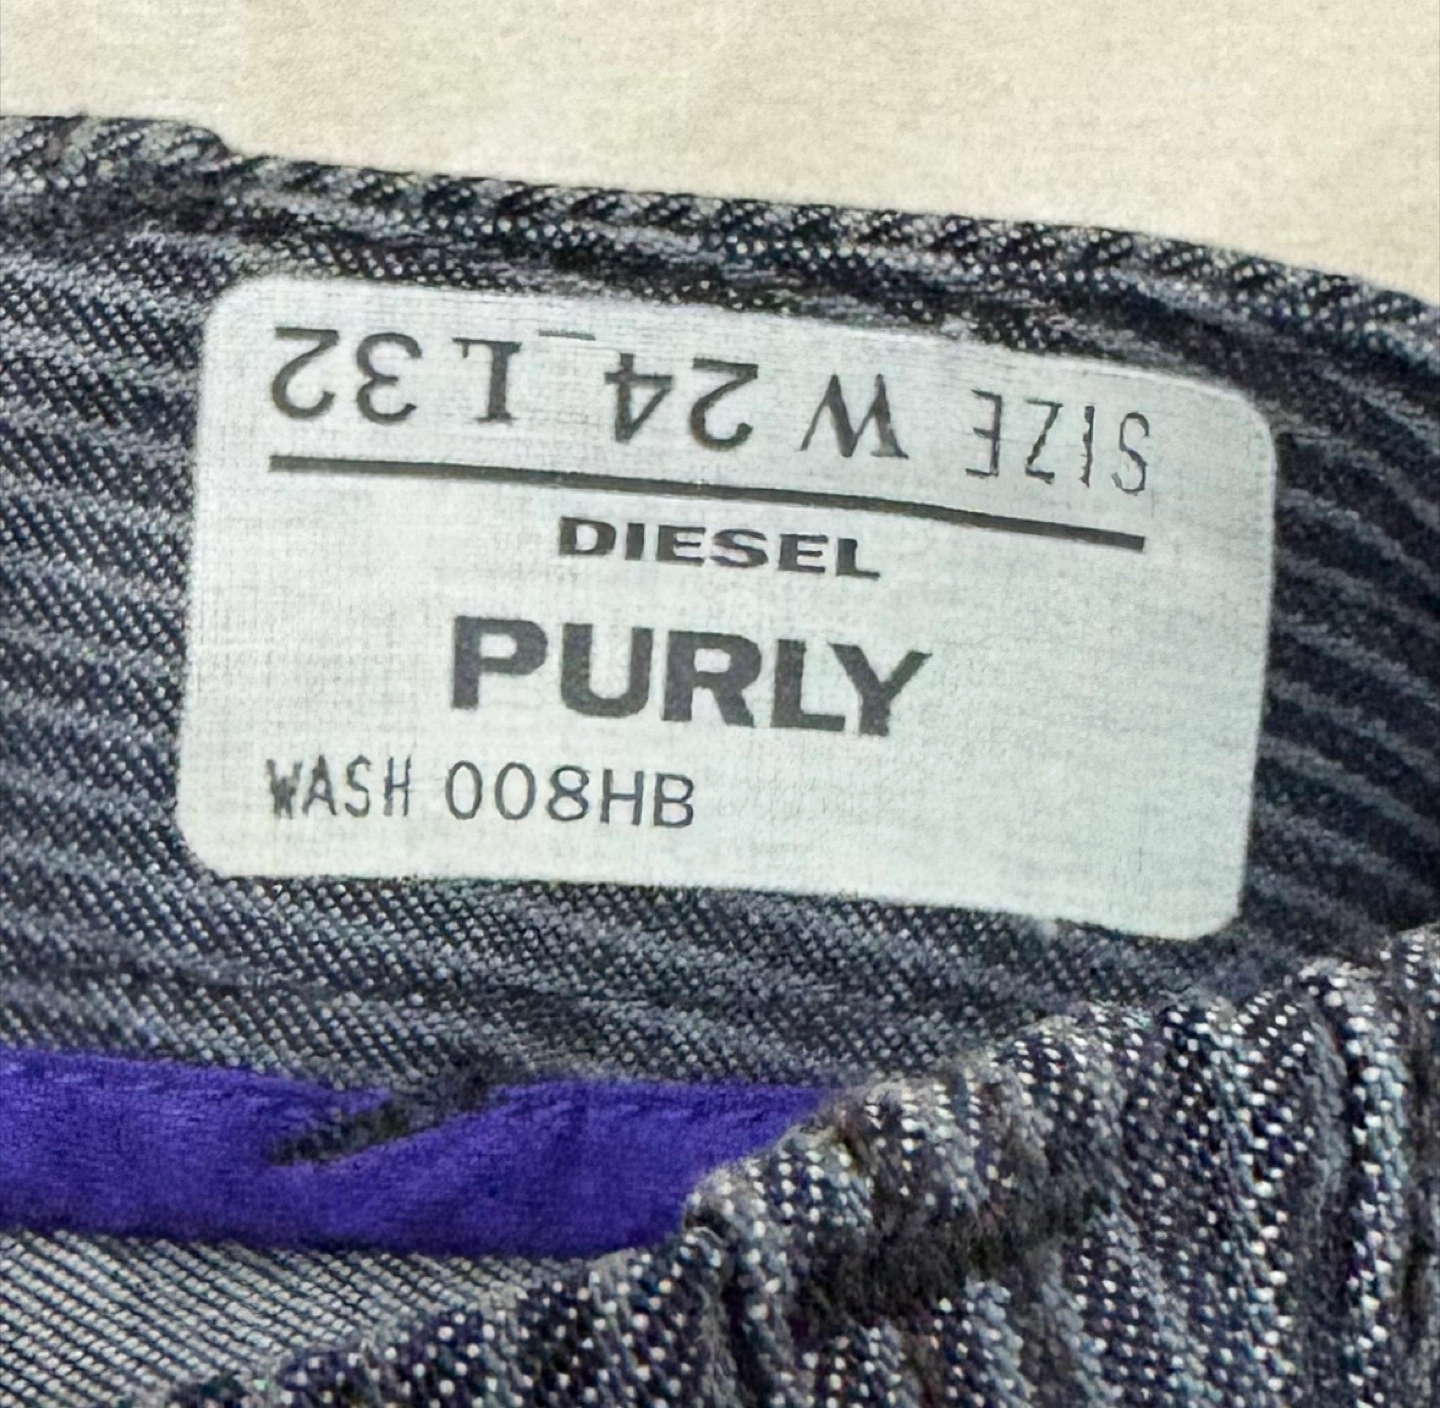 SIZE W 24 L 32
DIESEL
PURLY
WASH 008HB